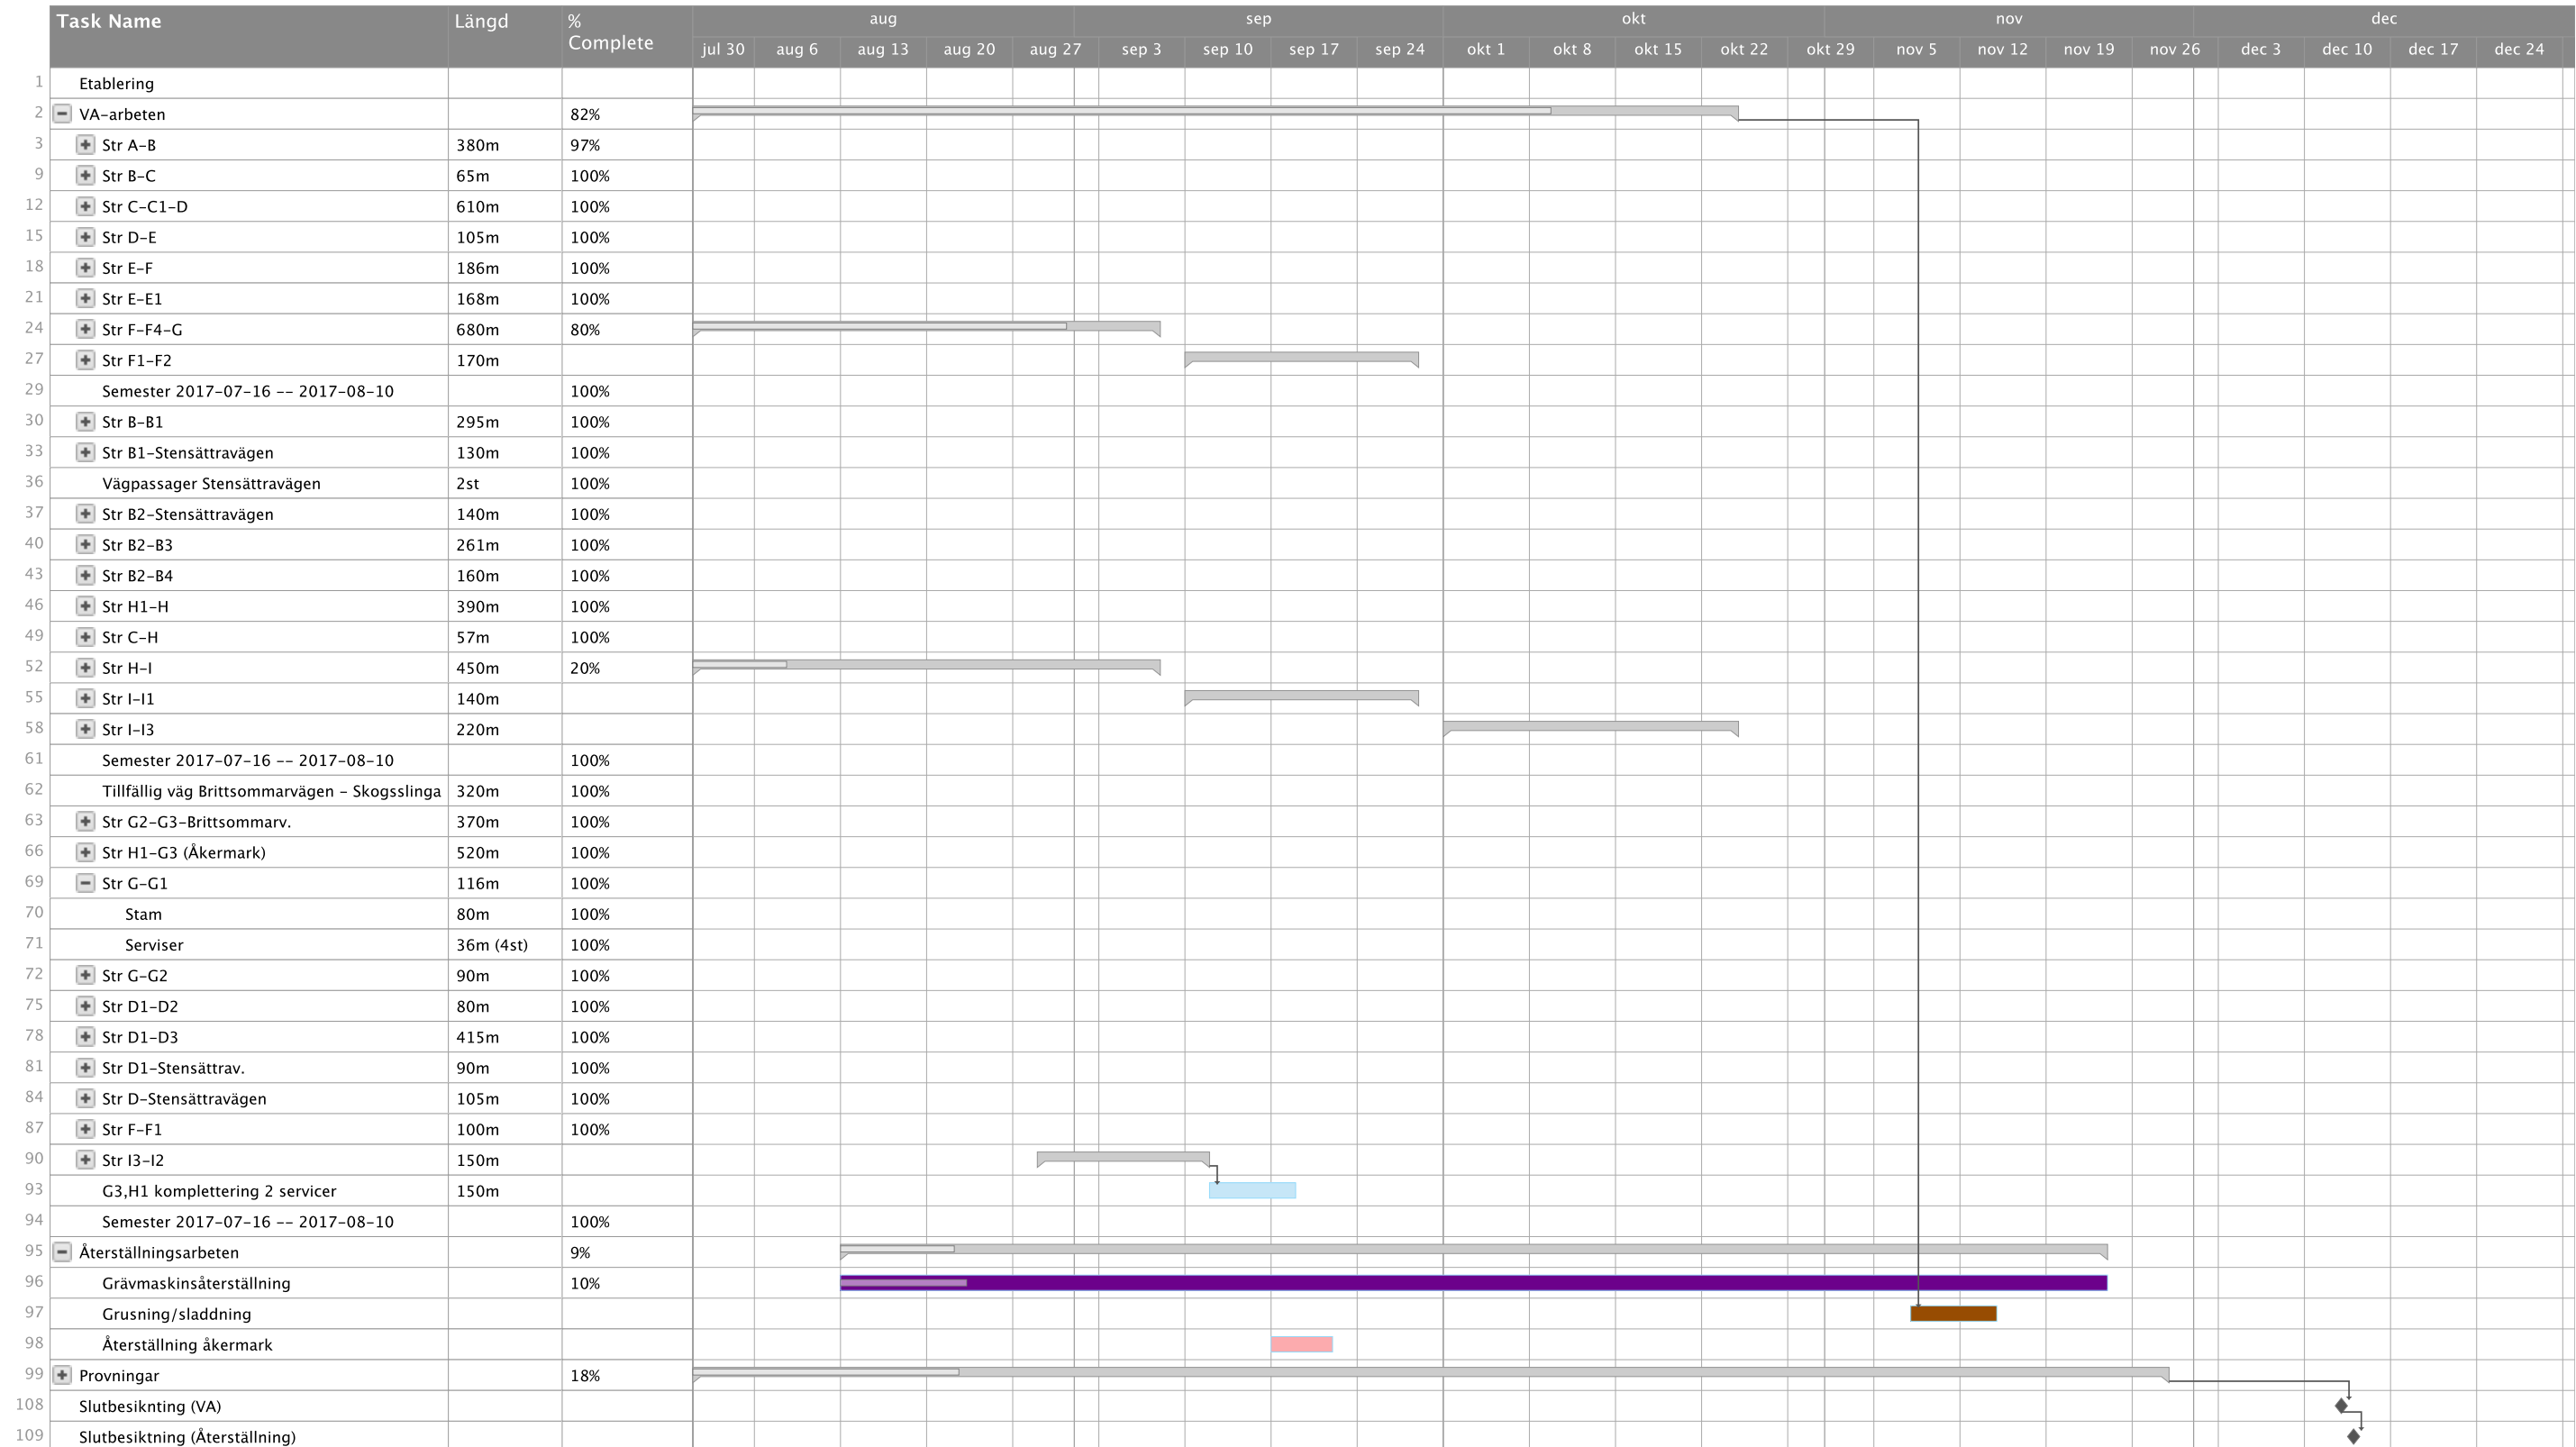 Task Name Längd % Complete aug sep okt nov dec
jul 30 aug 6 aug 13 aug 20 aug 27 sep 3 sep 10 sep 17 sep 24 okt 1 okt 8 okt 15 okt 22 okt 29 nov 5 nov 12 nov 19 nov 26 dec 3 dec 10 dec 17 dec 24
1 Etablering
2 VA-arbeten 82%
3 Str A-B 380m 97%
9 Str B-C 65m 100%
12 Str C-C1-D 610m 100%
15 Str D-E 105m 100%
18 Str E-F 186m 100%
21 Str E-E1 168m 100%
24 Str F-F4-G 680m 80%
27 Str F1-F2 170m
29 Semester 2017-07-16 -- 2017-08-10 100%
30 Str B-B1 295m 100%
33 Str B1-Stensättravägen 130m 100%
36 Vägpassager Stensättravägen 2st 100%
37 Str B2-Stensättravägen 140m 100%
40 Str B2-B3 261m 100%
43 Str B2-B4 160m 100%
46 Str H1-H 390m 100%
49 Str C-H 57m 100%
52 Str H-I 450m 20%
55 Str I-I1 140m
58 Str I-I3 220m
61 Semester 2017-07-16 -- 2017-08-10 100%
62 Tillfällig väg Brittsommarvägen - Skogsslinga 320m 100%
63 Str G2-G3-Brittsommarv. 370m 100%
66 Str H1-G3 (Åkermark) 520m 100%
69 Str G-G1 116m 100%
70 Stam 80m 100%
71 Serviser 36m (4st) 100%
72 Str G-G2 90m 100%
75 Str D1-D2 80m 100%
78 Str D1-D3 415m 100%
81 Str D1-Stensättrav. 90m 100%
84 Str D-Stensättravägen 105m 100%
87 Str F-F1 100m 100%
90 Str I3-I2 150m
93 G3,H1 komplettering 2 servicer 150m
94 Semester 2017-07-16 -- 2017-08-10 100%
95 Återställningsarbeten 9%
96 Grävmaskinsåterställning 10%
97 Grusning/sladdning
98 Återställning åkermark
99 Provningar 18%
108 Slutbesiknting (VA)
109 Slutbesiktning (Återställning)